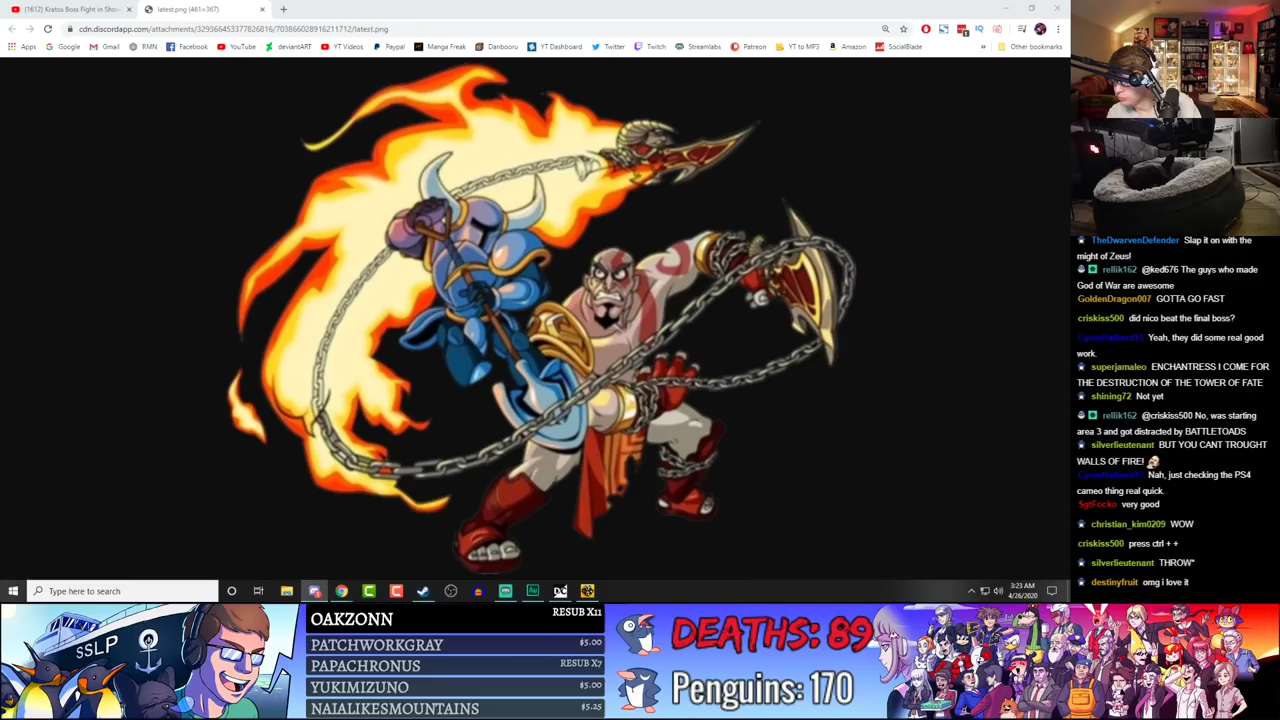 (1612) Kratos Boss Fight in Shov
latest.png (461×367)
cdn.discordapp.com/attachments/329366453377826816/703866028916211712/latest.png
Apps Google Gmail RMN Facebook YouTube deviantART YT Videos Paypal Manga Freak Danbooru YT Dashboard Twitter Twitch Streamlabs Patreon YT to MP3 Amazon SocialBlade » Other bookmarks
TheDwarvenDefender Slap it on with the
might of Zeus!
rellik162 @ked676 The guys who made
God of War are awesome
GoldenDragon007 GOTTA GO FAST
criskiss500 did nico beat the final boss?
Yeah, they did some real good
work.
superjamaleo ENCHANTRESS I COME FOR
THE DESTRUCTION OF THE TOWER OF FATE
shining72 Not yet
rellik162 @criskiss500 No, was starting
area 3 and got distracted by BATTLETOADS
silverlieutenant BUT YOU CANT TROUGHT
WALLS OF FIRE!
Nah, just checking the PS4
cameo thing real quick.
SgtFocko very good
christian_kim0209 WOW
criskiss500 press ctrl + +
silverlieutenant THROW*
destinyfruit omg i love it
Type here to search
3:23 AM
4/26/2020
SSLP
OAKZONN RESUB X11
PATCHWORKGRAY $5.00
PAPACHRONUS RESUB X7
YUKIMIZUNO $5.00
NAIALIKESMOUNTAINS $5.25
DEATHS: 89
Penguins: 170